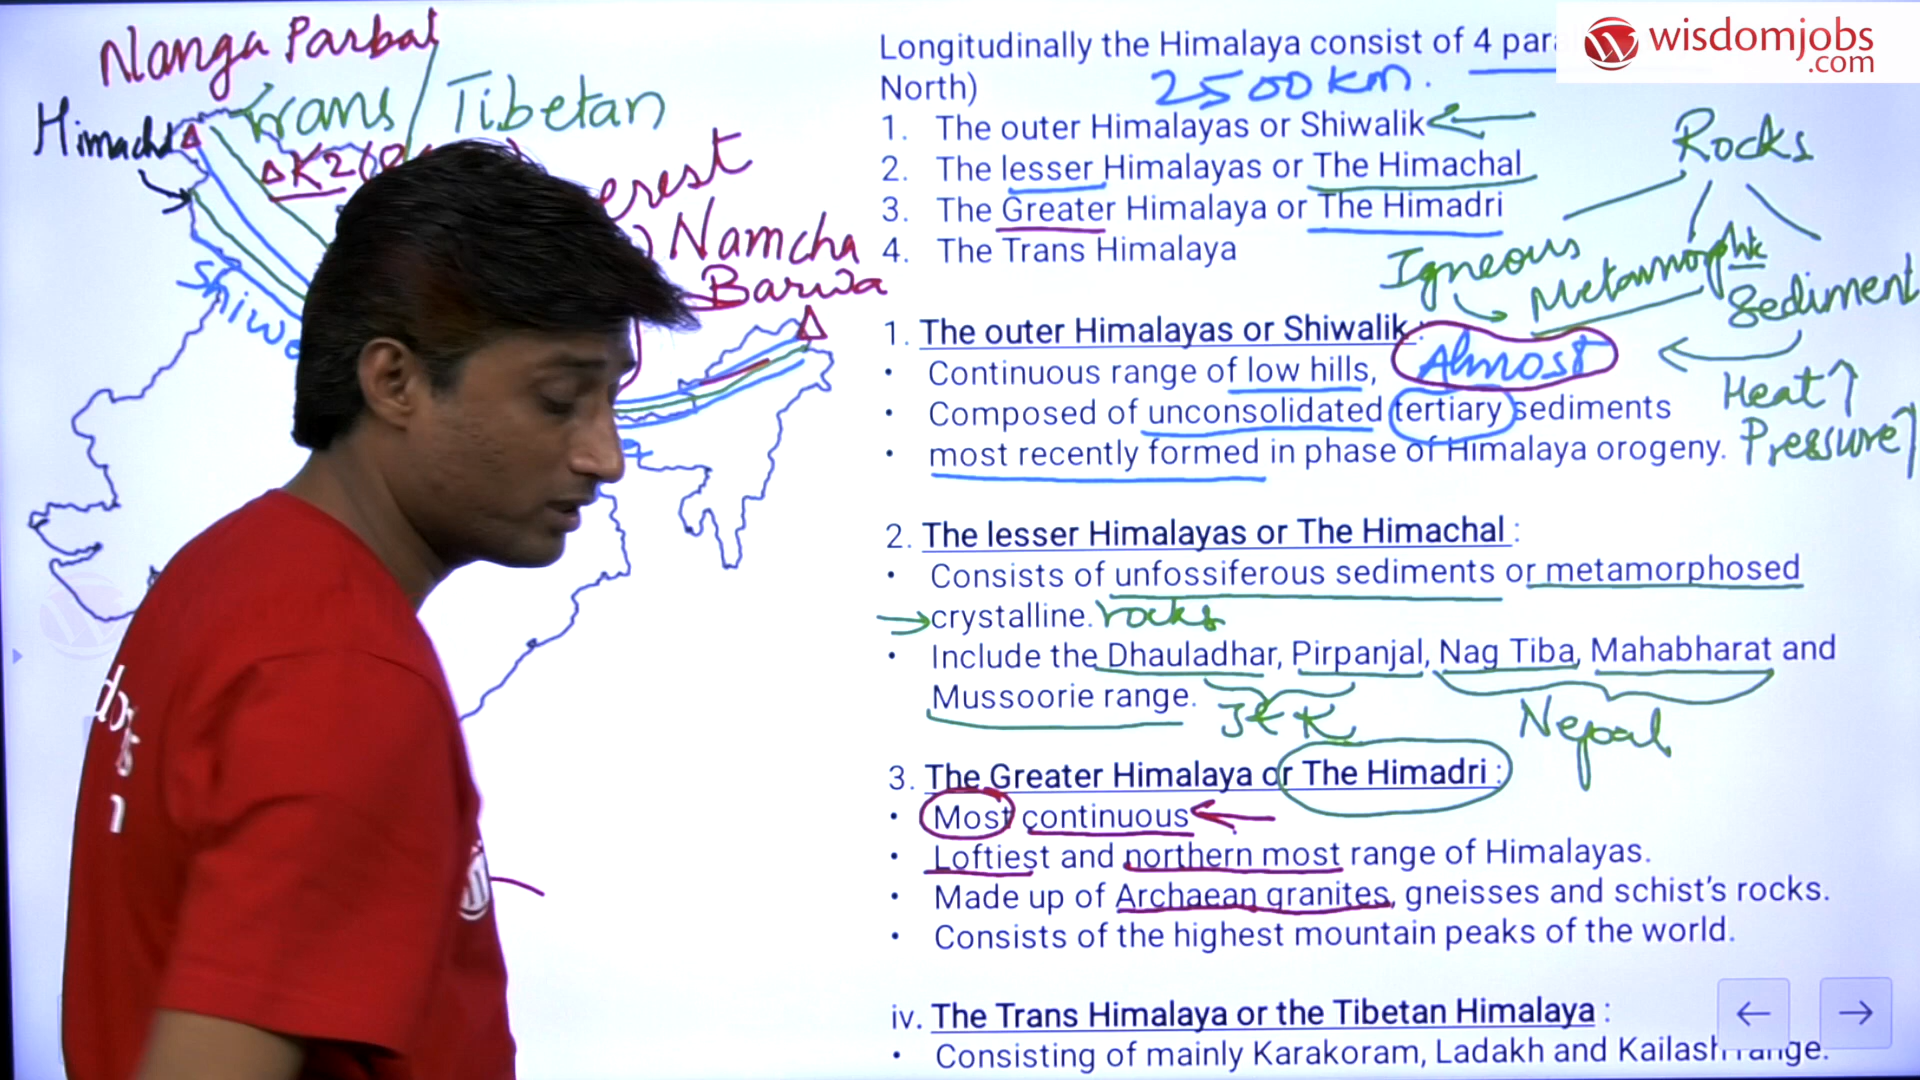 Nanga Parbat
Himachal
Trans/Tibetan
K2
Namcha
Barwa
wisdomjobs
.com
Longitudinally the Himalaya consist of 4
North)
2500 km.
1. The outer Himalayas or Shiwalik
2. The lesser Himalayas or The Himachal
3. The Greater Himalaya or The Himadri
4. The Trans Himalaya
Rocks
Igneous
Metamorphic
Sediment
Heat↑
Pressure↑
1. The outer Himalayas or Shiwalik :
Almost
• Continuous range of low hills,
• Composed of unconsolidated tertiary sediments
• most recently formed in phase of Himalaya orogeny.
2. The lesser Himalayas or The Himachal :
• Consists of unfossiferous sediments or metamorphosed
crystalline. rocks
• Include the Dhauladhar, Pirpanjal, Nag Tiba, Mahabharat and
Mussoorie range.
J & K
Nepal
3. The Greater Himalaya or The Himadri :
• Most continuous
• Loftiest and northern most range of Himalayas.
• Made up of Archaean granites, gneisses and schist's rocks.
• Consists of the highest mountain peaks of the world.
iv. The Trans Himalaya or the Tibetan Himalaya :
• Consisting of mainly Karakoram, Ladakh and Kailash range.